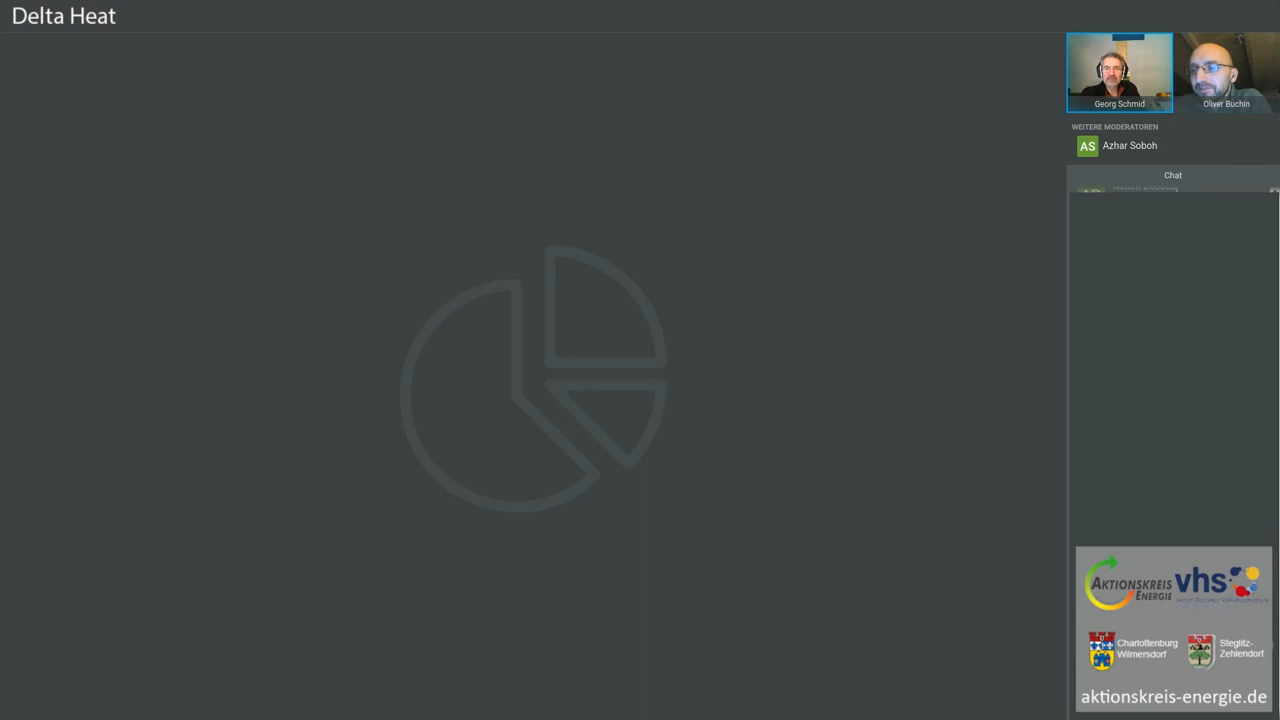 Delta Heat
Georg Schmid
Oliver Buchin
WEITERE MODERATOREN
AS Azhar Soboh
Chat
AKTIONSKREIS
ENERGIE
vhs
Charlottenburg
Wilmersdorf
Steglitz-
Zehlendorf
aktionskreis-energie.de